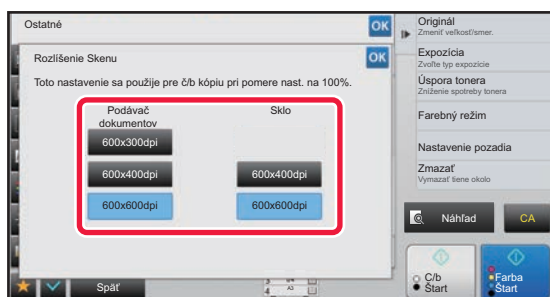 Ostatné
OK
Rozlíšenie Skenu
OK
Toto nastavenie sa použije pre č/b kópiu pri pomere nast. na 100%.
Podávač
dokumentov
Sklo
600x300dpi
600x400dpi
600x400dpi
600x600dpi
600x600dpi
Späť
4
A3
Originál
Zmeniť veľkosť/smer.
Expozícia
Zvoľte typ expozície
Úspora tonera
Zníženie spotreby tonera
Farebný režim
Nastavenie pozadia
Zmazať
Vymazať tiene okolo
Náhľad
CA
Č/b
Štart
Farba
Štart